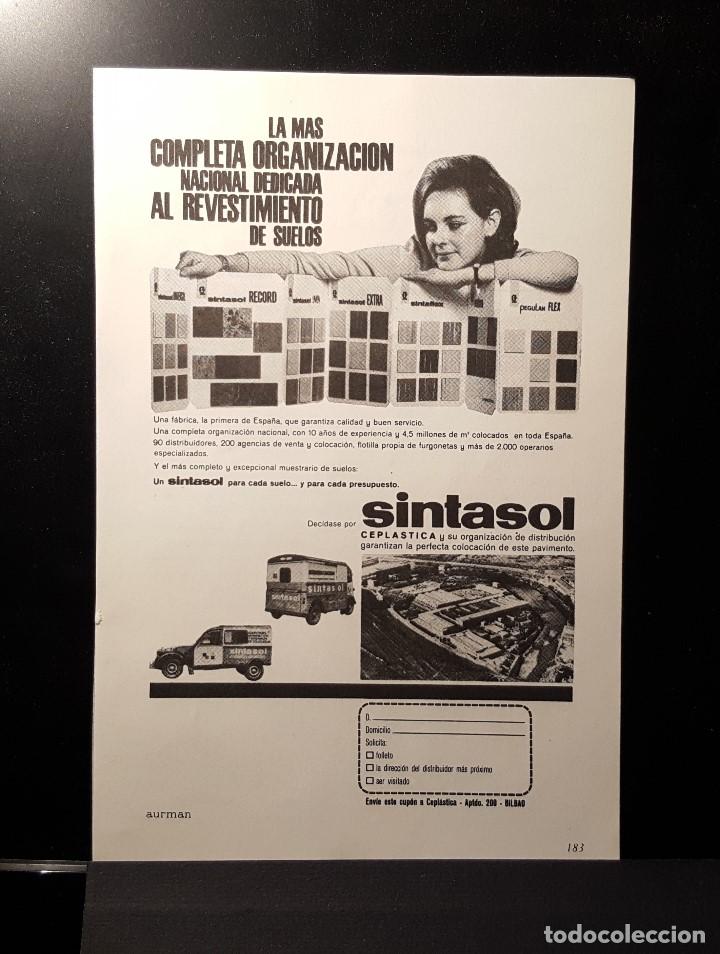 LA MAS
COMPLETA ORGANIZACION
NACIONAL DEDICADA
AL REVESTIMIENTO
DE SUELOS
sintasol RECORD
sintasol
sintasol EXTRA
sintaflex
PEGULAN FLEX
Una fábrica, la primera de España, que garantiza calidad y buen servicio.
Una completa organización nacional, con 10 años de experiencia y 4,5 millones de m² colocados en toda España.
90 distribuidores, 200 agencias de venta y colocación, flotilla propia de furgonetas y más de 2.000 operarios
especializados.
Y el más completo y excepcional muestrario de suelos:
Un sintasol para cada suelo... y para cada presupuesto.
Decídase por sintasol
CEPLASTICA y su organización de distribución
garantizan la perfecta colocación de este pavimento.
sintasol
sintasol
sintasol
D.
Domicilio
Solicita:
folleto
la dirección del distribuidor más próximo
ser visitado
Envíe este cupón a Ceplástica - Aptdo. 200 - BILBAO
aurman
183
todocoleccion